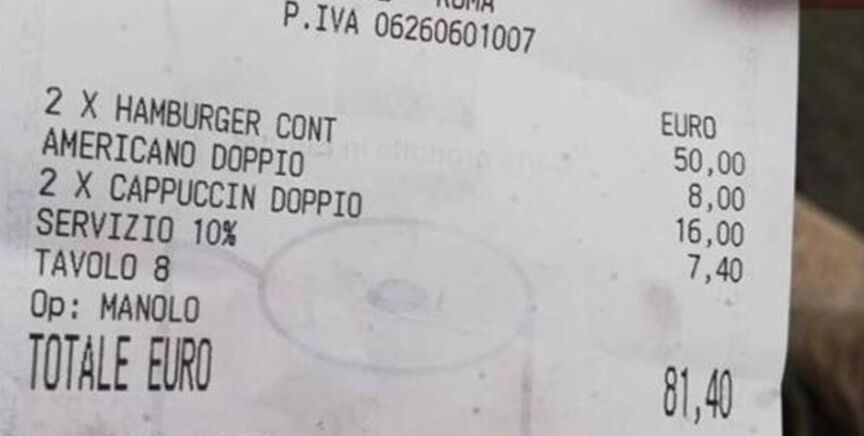 ROMA
P.IVA 06260601007
EURO
2 X HAMBURGER CONT 50,00
AMERICANO DOPPIO 8,00
2 X CAPPUCCIN DOPPIO 16,00
SERVIZIO 10% 7,40
TAVOLO 8
Op: MANOLO
TOTALE EURO 81,40